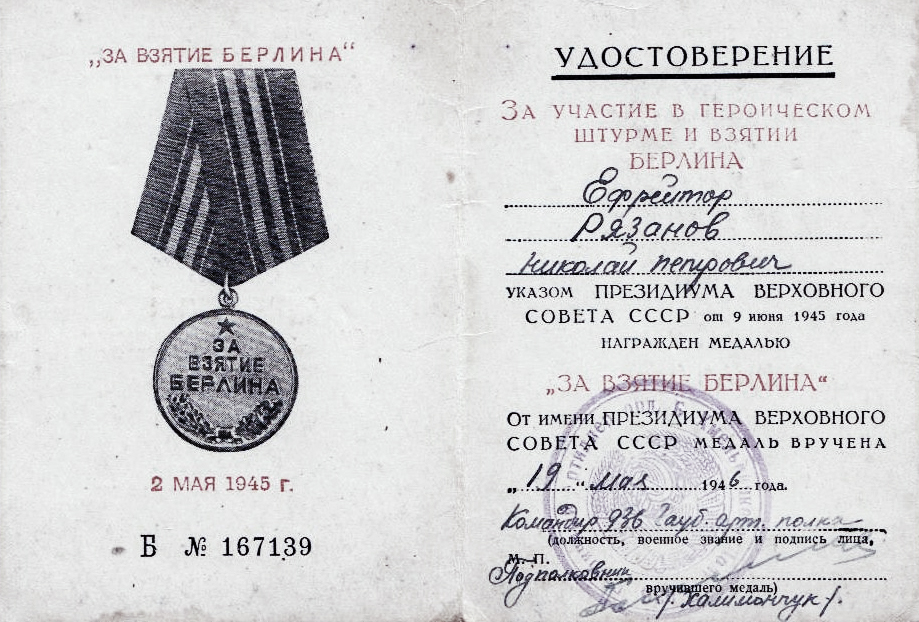 „ЗА ВЗЯТИЕ БЕРЛИНА“
ЗА
ВЗЯТИЕ
БЕРЛИНА
2 МАЯ 1945 г.
Б № 167139
УДОСТОВЕРЕНИЕ
ЗА УЧАСТИЕ В ГЕРОИЧЕСКОМ
ШТУРМЕ И ВЗЯТИИ
БЕРЛИНА
Ефрейтор
Рязанов
Николай Петрович
УКАЗОМ ПРЕЗИДИУМА ВЕРХОВНОГО
СОВЕТА СССР от 9 июня 1945 года
НАГРАЖДЕН МЕДАЛЬЮ
„ЗА ВЗЯТИЕ БЕРЛИНА“
От имени ПРЕЗИДИУМА ВЕРХОВНОГО
СОВЕТА СССР МЕДАЛЬ ВРУЧЕНА
„19“ мая 1946 года.
Командир 936 гауб. арт. полка
(должность, военное звание и подпись лица,
М. П.
Подполковник
вручившего медаль)
/Халимончук/.